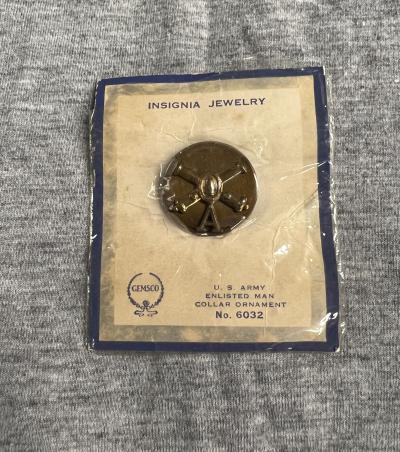 INSIGNIA JEWELRY
GEMSCO
U. S. ARMY
ENLISTED MAN
COLLAR ORNAMENT
No. 6032